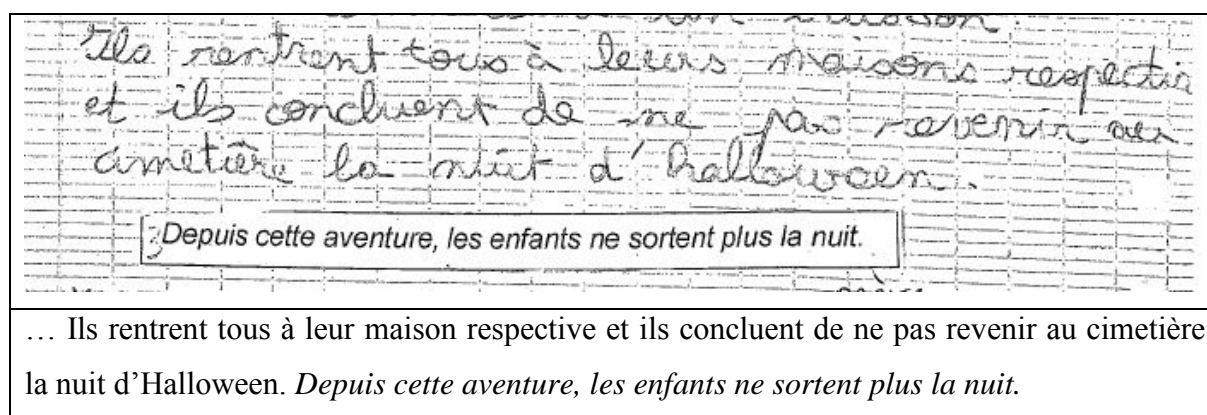 Ils rentrent tous à leurs maisons respectiv
et ils concluent de ne pas revenir au
cimetière la nuit d'halloween.
Depuis cette aventure, les enfants ne sortent plus la nuit.
… Ils rentrent tous à leur maison respective et ils concluent de ne pas revenir au cimetière
la nuit d’Halloween. Depuis cette aventure, les enfants ne sortent plus la nuit.